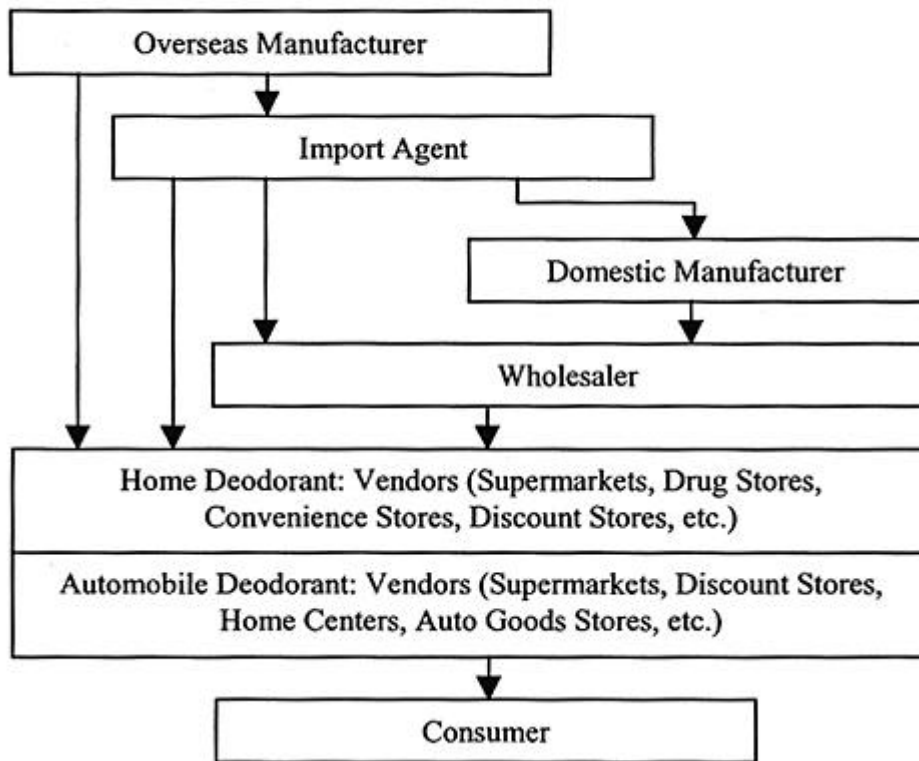 Overseas Manufacturer
Import Agent
Domestic Manufacturer
Wholesaler
Home Deodorant: Vendors (Supermarkets, Drug Stores,
Convenience Stores, Discount Stores, etc.)
Automobile Deodorant: Vendors (Supermarkets, Discount Stores,
Home Centers, Auto Goods Stores, etc.)
Consumer